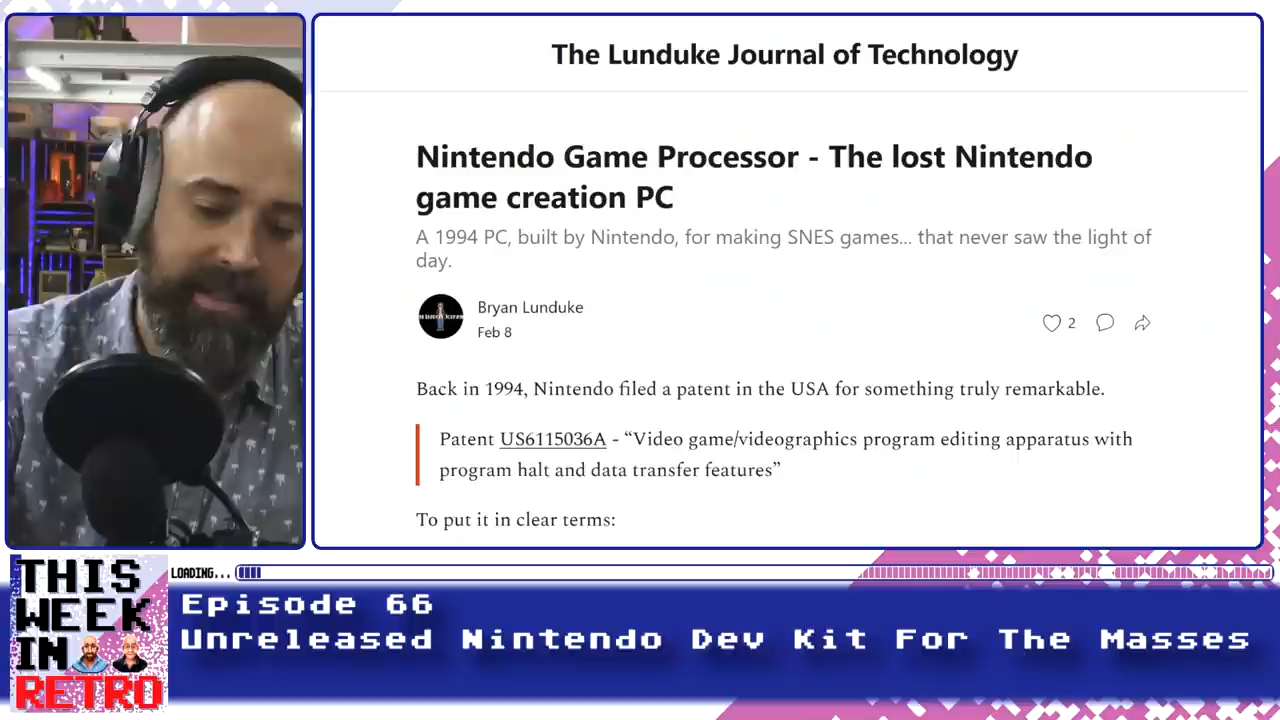 The Lunduke Journal of Technology
Nintendo Game Processor - The lost Nintendo
game creation PC
A 1994 PC, built by Nintendo, for making SNES games... that never saw the light of
day.
Bryan Lunduke
Feb 8
2
Back in 1994, Nintendo filed a patent in the USA for something truly remarkable.
Patent US6115036A - “Video game/videographics program editing apparatus with
program halt and data transfer features”
To put it in clear terms:
LOADING...
THIS
WEEK
IN
RETRO
Episode 66
Unreleased Nintendo Dev Kit For The Masses